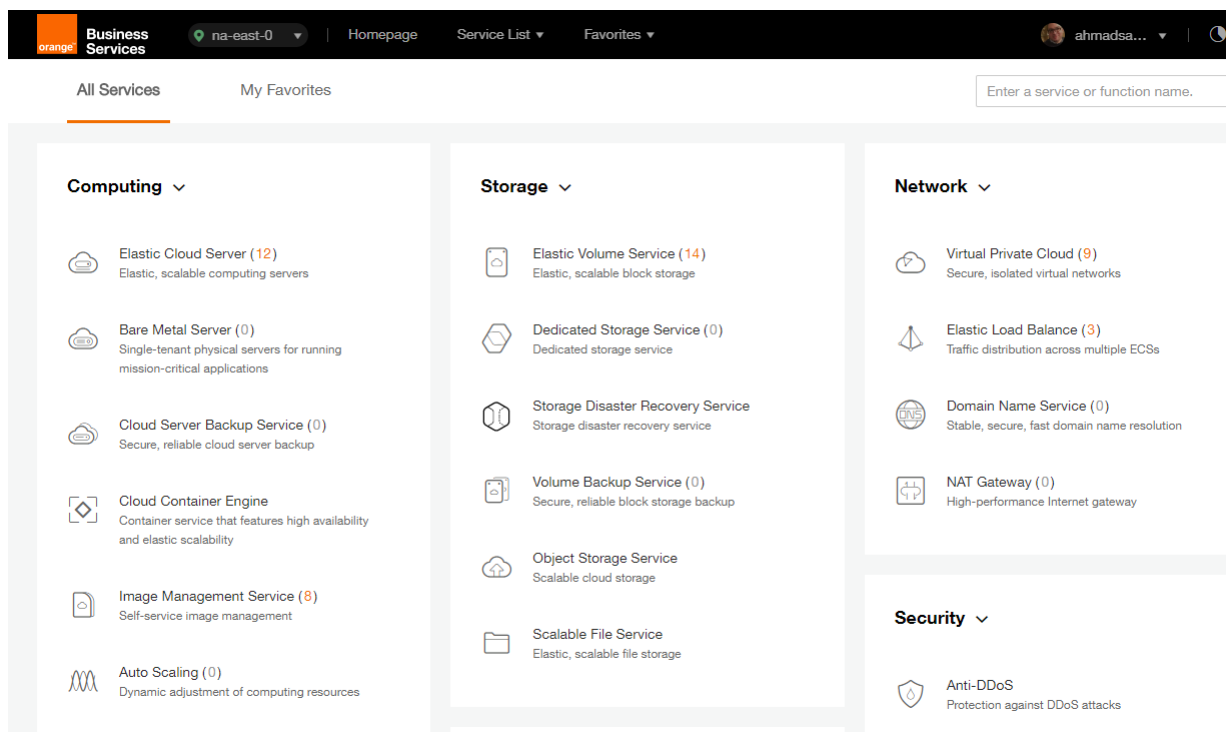 orange™
Business
Services
na-east-0
Homepage
Service List
Favorites
ahmadsa...
All Services
My Favorites
Enter a service or function name.
Computing
Elastic Cloud Server (12)
Elastic, scalable computing servers
Bare Metal Server (0)
Single-tenant physical servers for running
mission-critical applications
Cloud Server Backup Service (0)
Secure, reliable cloud server backup
Cloud Container Engine
Container service that features high availability
and elastic scalability
Image Management Service (8)
Self-service image management
Auto Scaling (0)
Dynamic adjustment of computing resources
Storage
Elastic Volume Service (14)
Elastic, scalable block storage
Dedicated Storage Service (0)
Dedicated storage service
Storage Disaster Recovery Service
Storage disaster recovery service
Volume Backup Service (0)
Secure, reliable block storage backup
Object Storage Service
Scalable cloud storage
Scalable File Service
Elastic, scalable file storage
Network
Virtual Private Cloud (9)
Secure, isolated virtual networks
Elastic Load Balance (3)
Traffic distribution across multiple ECSs
DNS
Domain Name Service (0)
Stable, secure, fast domain name resolution
NAT Gateway (0)
High-performance Internet gateway
Security
Anti-DDoS
Protection against DDoS attacks